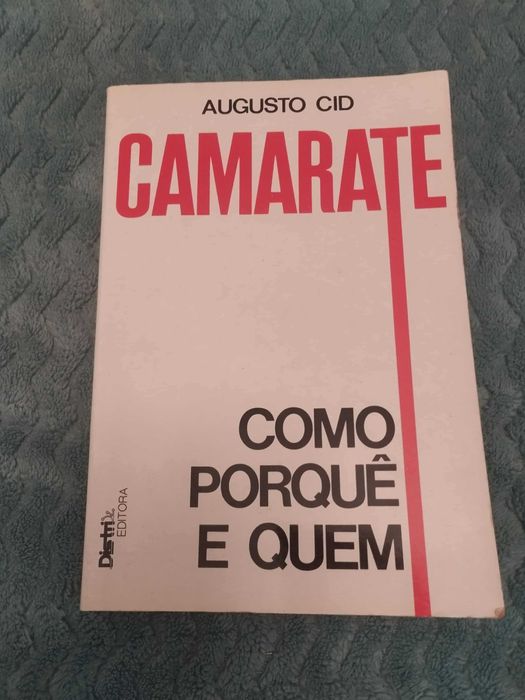 AUGUSTO CID
CAMARATE
COMO
PORQUÊ
E QUEM
Distri
EDITORA